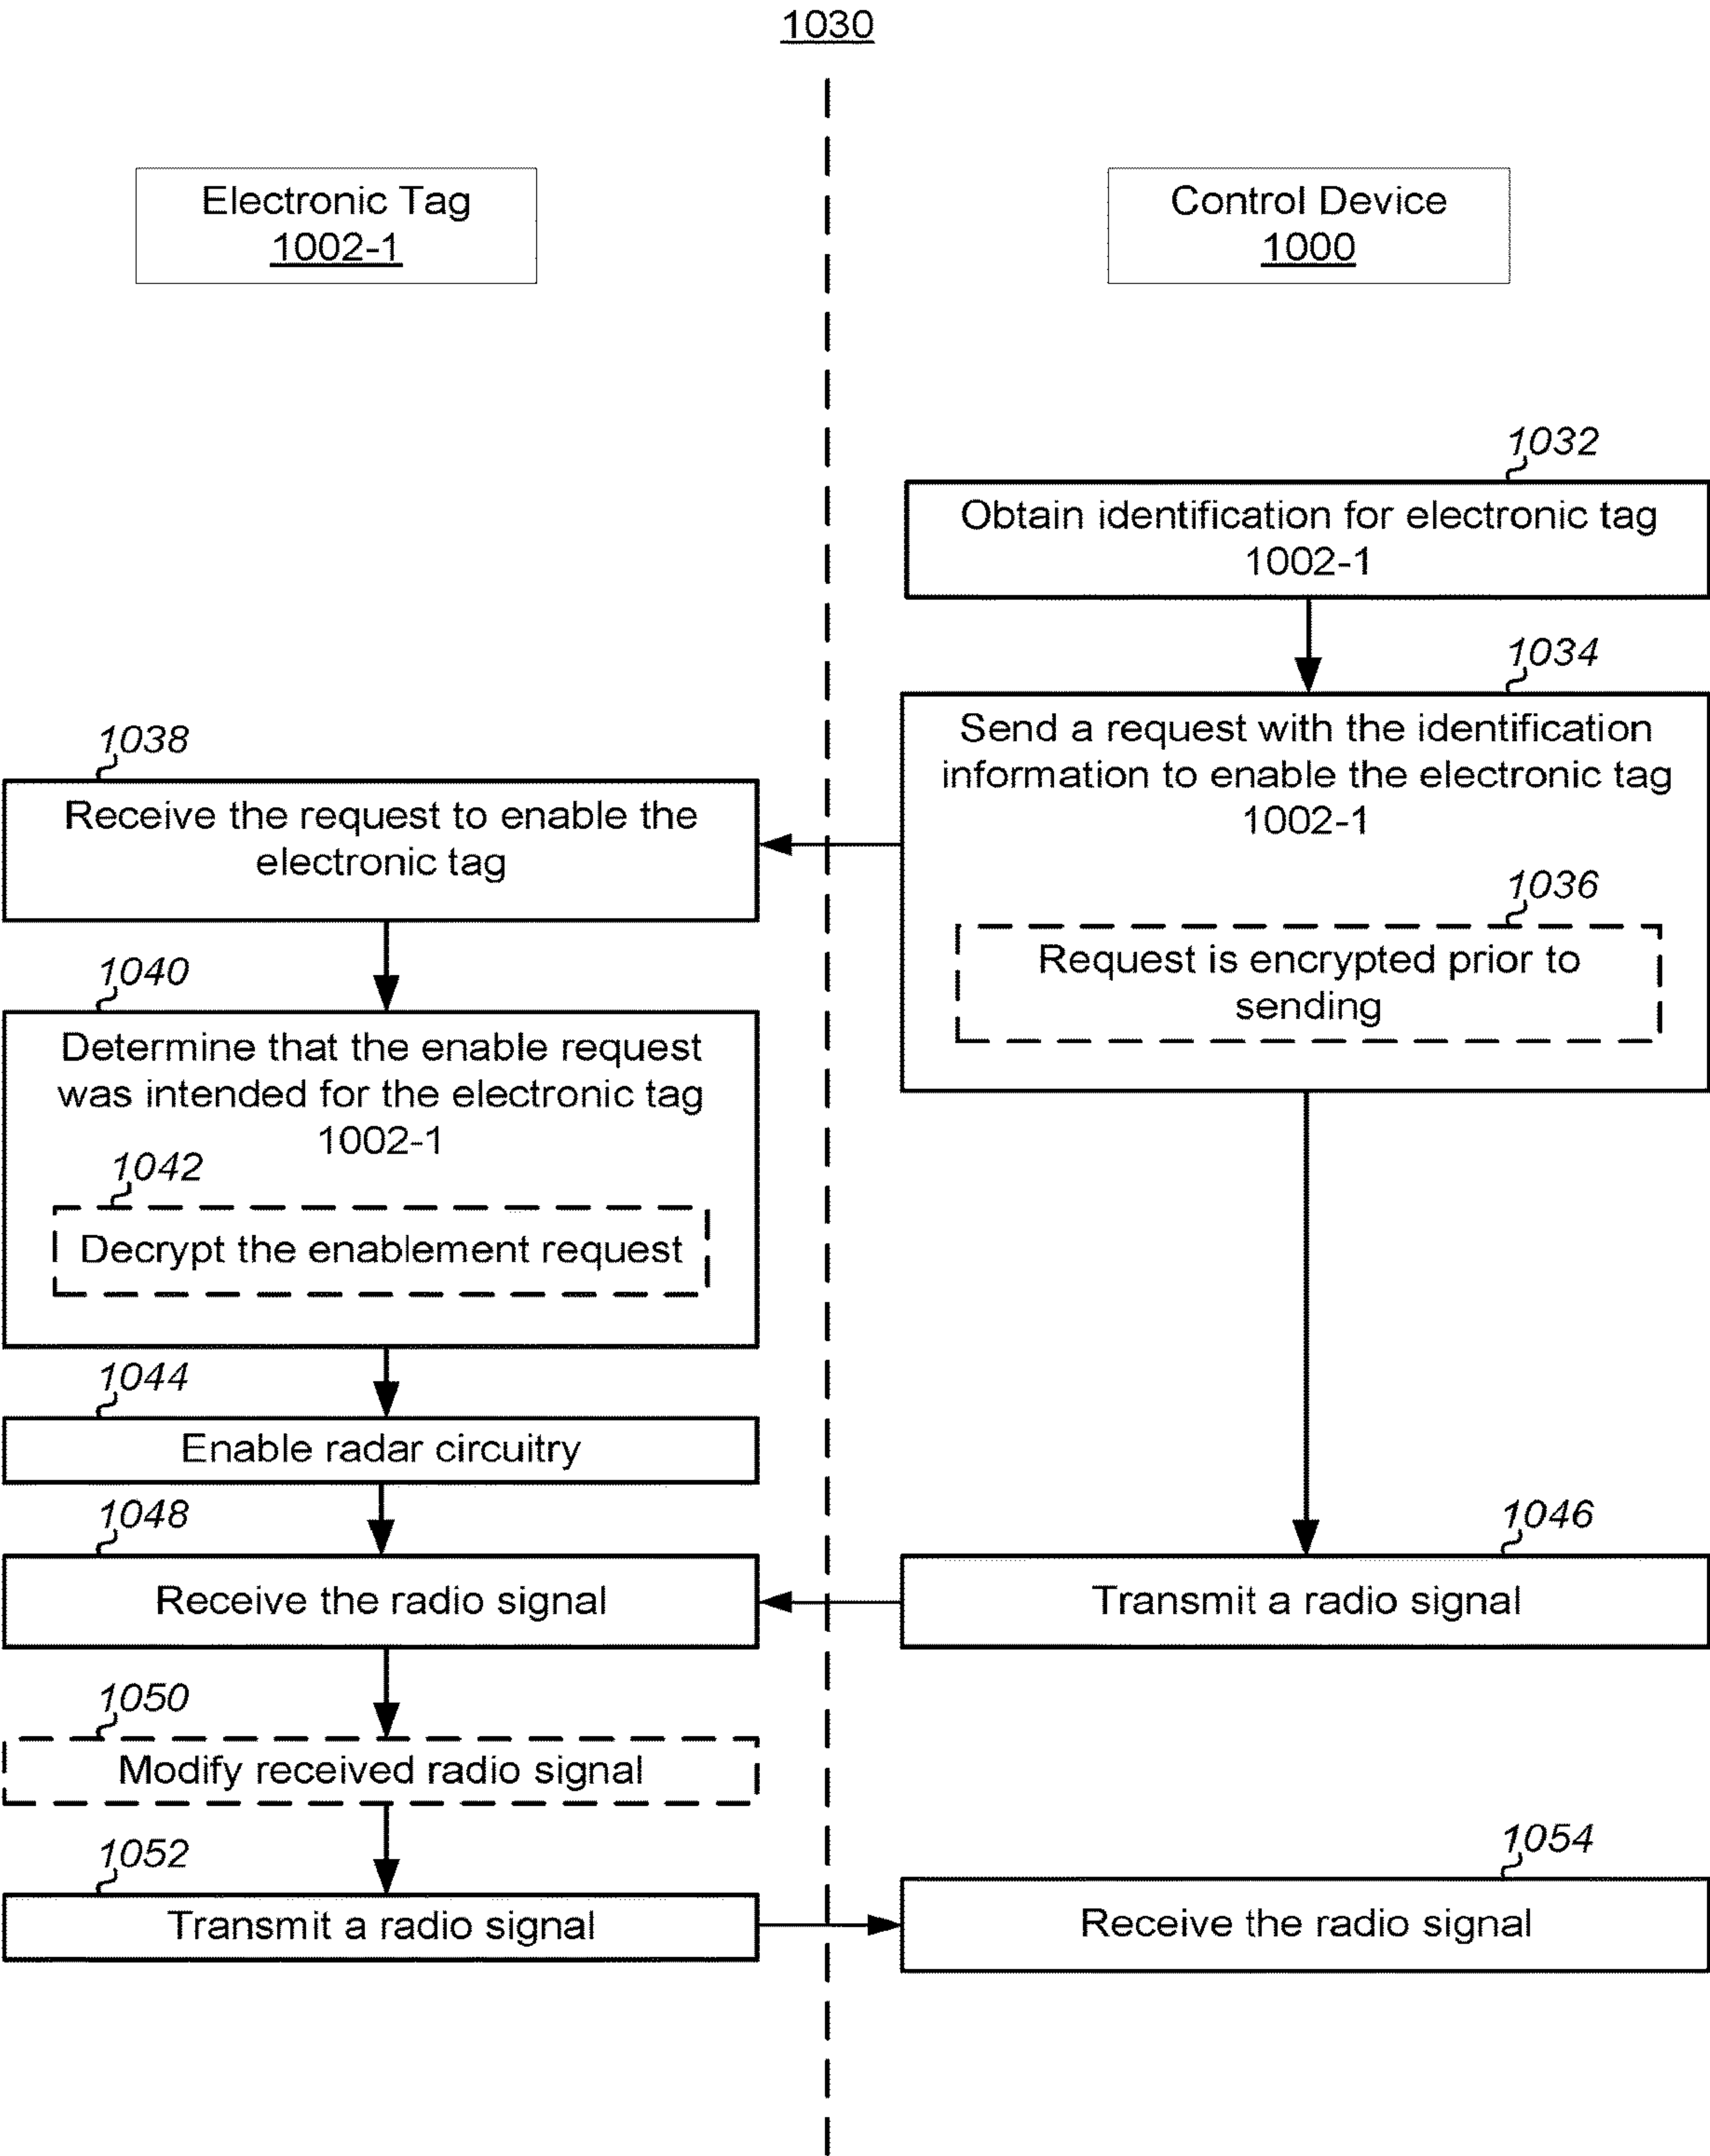 1030
Electronic Tag
1002-1
Control Device
1000
1032
Obtain identification for electronic tag
1002-1
1034
Send a request with the identification
information to enable the electronic tag
1002-1
1036
Request is encrypted prior to
sending
1038
Receive the request to enable the
electronic tag
1040
Determine that the enable request
was intended for the electronic tag
1002-1
1042
Decrypt the enablement request
1044
Enable radar circuitry
1048
Receive the radio signal
1046
Transmit a radio signal
1050
Modify received radio signal
1052
Transmit a radio signal
1054
Receive the radio signal